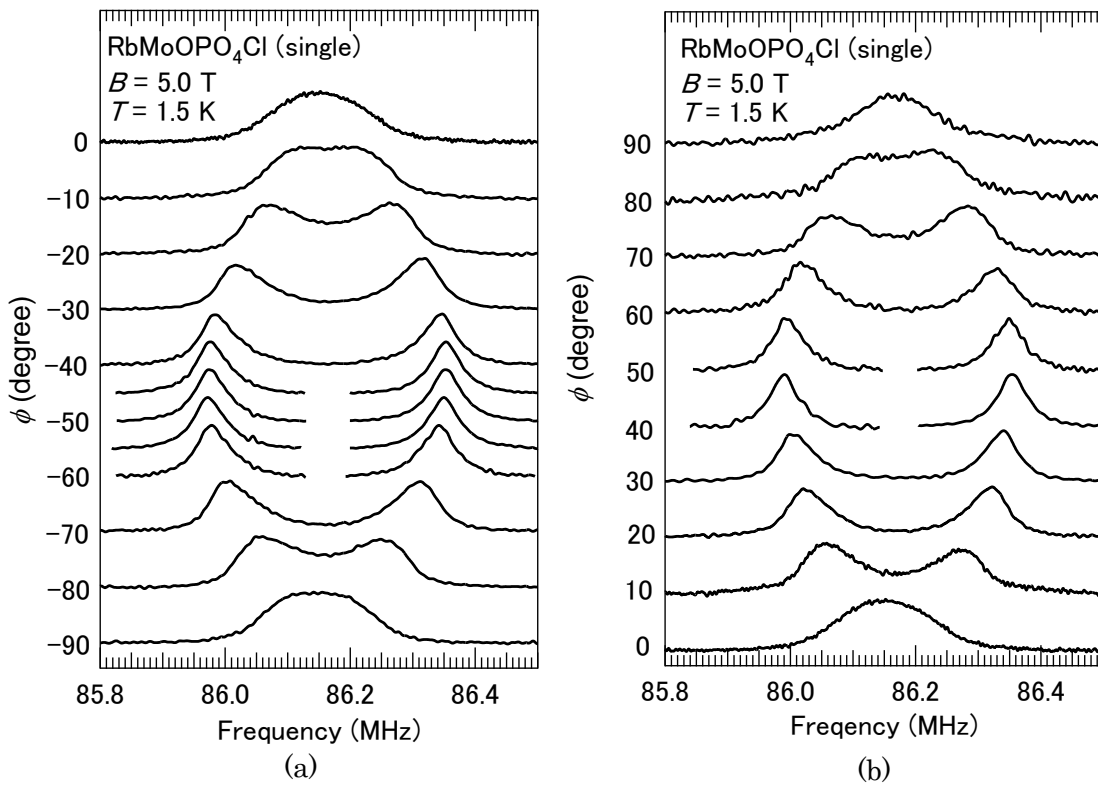 RbMoOPO₄Cl (single)
B = 5.0 T
T = 1.5 K
0
−10
−20
−30
−40
−50
−60
−70
−80
−90
ϕ (degree)
85.8 86.0 86.2 86.4
Frequency (MHz)
(a)
RbMoOPO₄Cl (single)
B = 5.0 T
T = 1.5 K
90
80
70
60
50
40
30
20
10
0
ϕ (degree)
85.8 86.0 86.2 86.4
Freqency (MHz)
(b)